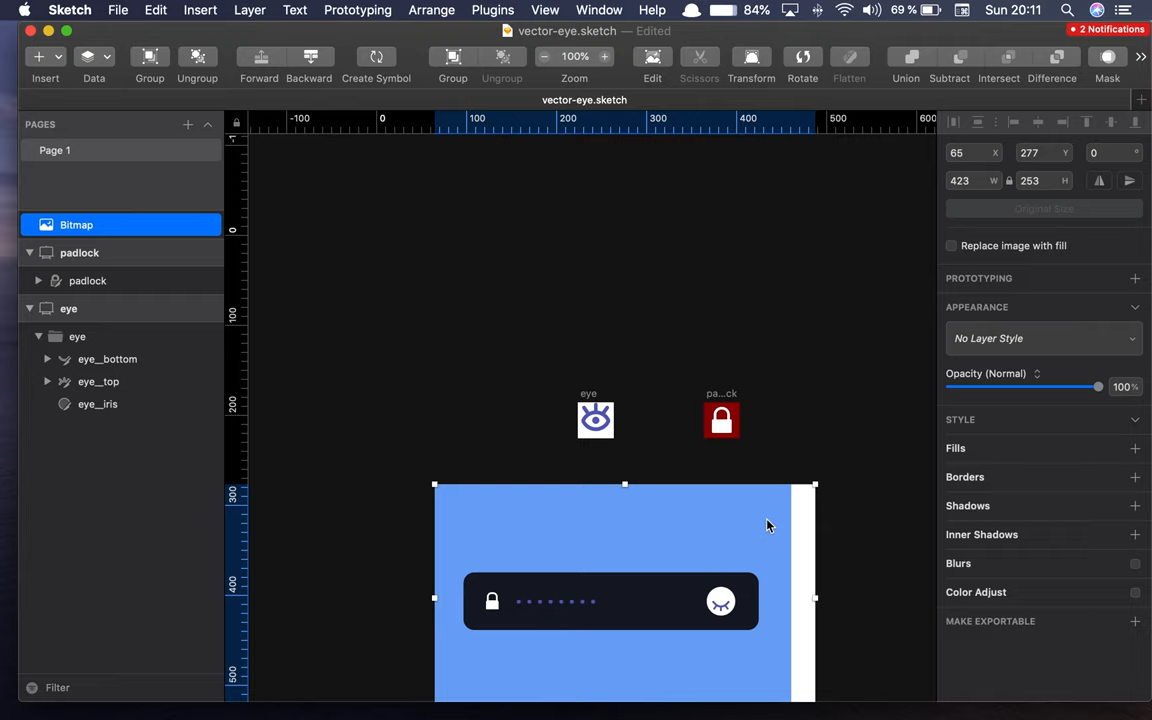 Sketch File Edit Insert Layer Text Prototyping Arrange Plugins View Window Help 84% 69 % Sun 20:11
vector-eye.sketch — Edited
2 Notifications
100%
Insert Data Group Ungroup Forward Backward Create Symbol Group Ungroup Zoom Edit Scissors Transform Rotate Flatten Union Subtract Intersect Difference Mask
vector-eye.sketch
PAGES
Page 1
Bitmap
padlock
padlock
eye
eye
eye__bottom
eye__top
eye__iris
Filter
-100 0 100 200 300 400 500 600
-1
0
100
200
300
400
500
eye pa...ck
65 X 277 Y 0 °
423 W 253 H
Original Size
Replace image with fill
PROTOTYPING
APPEARANCE
No Layer Style
Opacity (Normal)
100%
STYLE
Fills
Borders
Shadows
Inner Shadows
Blurs
Color Adjust
MAKE EXPORTABLE